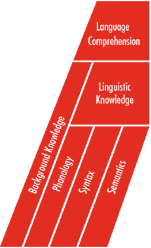 Language
Comprehension
Linguistic
Knowledge
Background Knowledge
Phonology
Syntax
Semantics